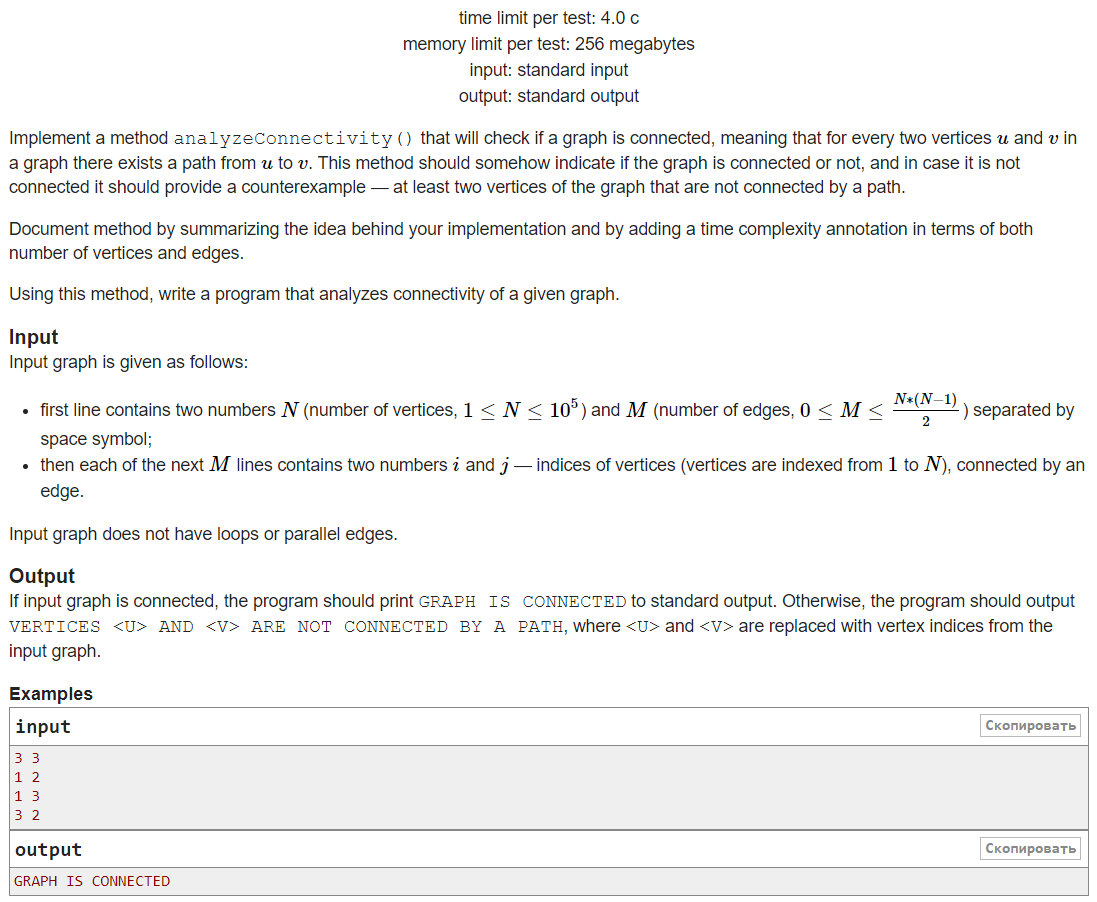 time limit per test: 4.0 c
memory limit per test: 256 megabytes
input: standard input
output: standard output
Implement a method analyzeConnectivity() that will check if a graph is connected, meaning that for every two vertices u and v in
a graph there exists a path from u to v. This method should somehow indicate if the graph is connected or not, and in case it is not
connected it should provide a counterexample — at least two vertices of the graph that are not connected by a path.
Document method by summarizing the idea behind your implementation and by adding a time complexity annotation in terms of both
number of vertices and edges.
Using this method, write a program that analyzes connectivity of a given graph.
Input
Input graph is given as follows:
• first line contains two numbers N (number of vertices, 1 ≤ N ≤ 10^5) and M (number of edges, 0 ≤ M ≤ N*(N−1)/2) separated by
space symbol;
• then each of the next M lines contains two numbers i and j — indices of vertices (vertices are indexed from 1 to N), connected by an
edge.
Input graph does not have loops or parallel edges.
Output
If input graph is connected, the program should print GRAPH IS CONNECTED to standard output. Otherwise, the program should output
VERTICES <U> AND <V> ARE NOT CONNECTED BY A PATH, where <U> and <V> are replaced with vertex indices from the
input graph.
Examples
input
Скопировать
3 3
1 2
1 3
3 2
output
Скопировать
GRAPH IS CONNECTED